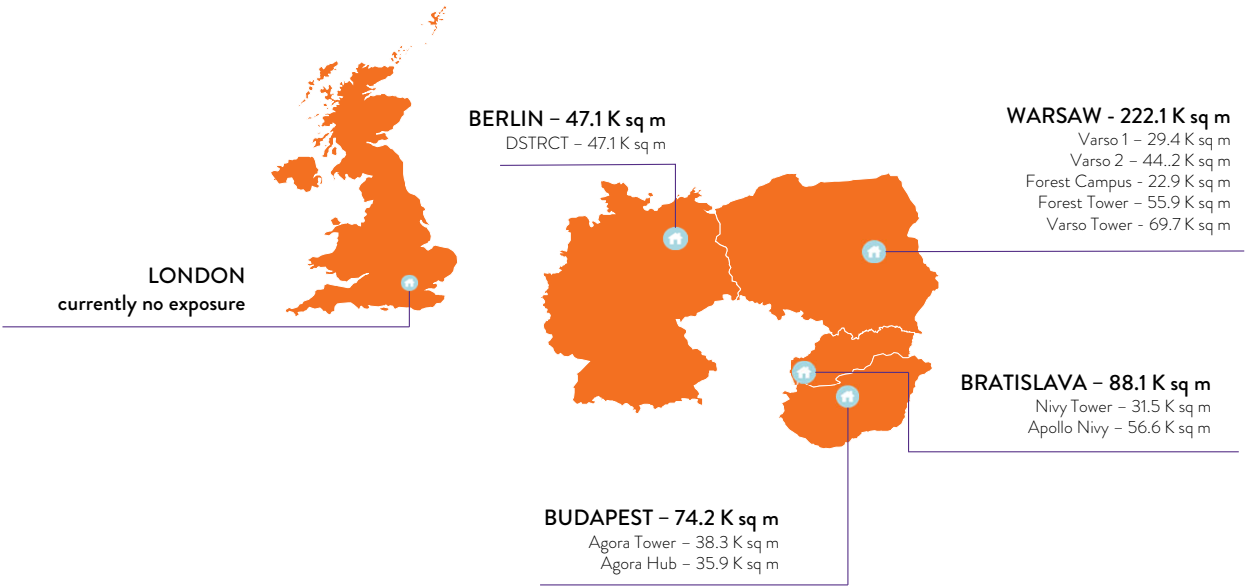 BERLIN – 47.1 K sq m
DSTRCT – 47.1 K sq m
WARSAW - 222.1 K sq m
Varso 1 – 29.4 K sq m
Varso 2 – 44..2 K sq m
Forest Campus - 22.9 K sq m
Forest Tower – 55.9 K sq m
Varso Tower - 69.7 K sq m
LONDON
currently no exposure
BRATISLAVA – 88.1 K sq m
Nivy Tower – 31.5 K sq m
Apollo Nivy – 56.6 K sq m
BUDAPEST – 74.2 K sq m
Agora Tower – 38.3 K sq m
Agora Hub – 35.9 K sq m